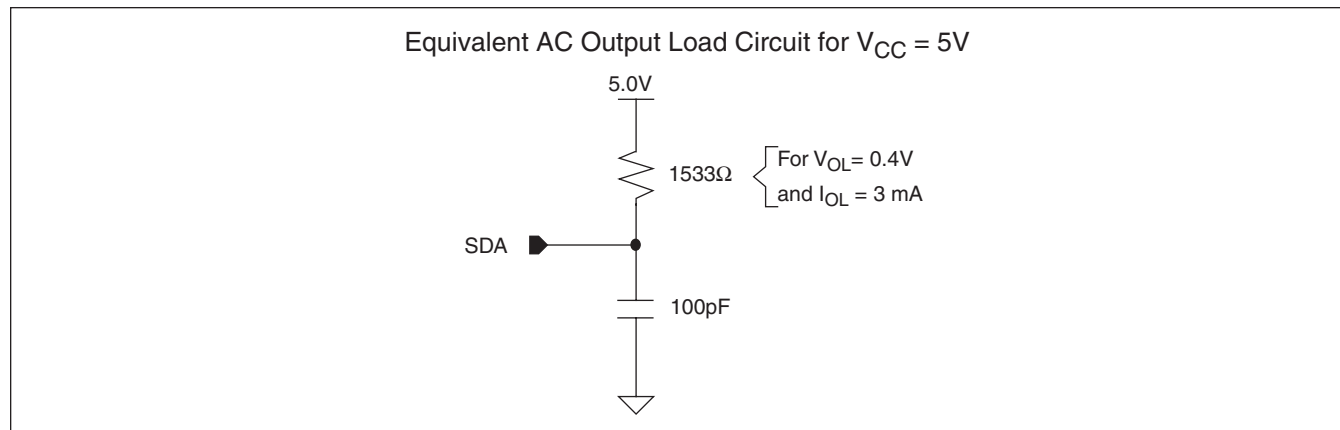 Equivalent AC Output Load Circuit for VCC = 5V
5.0V
1533Ω
For VOL= 0.4V
and IOL = 3 mA
SDA
100pF